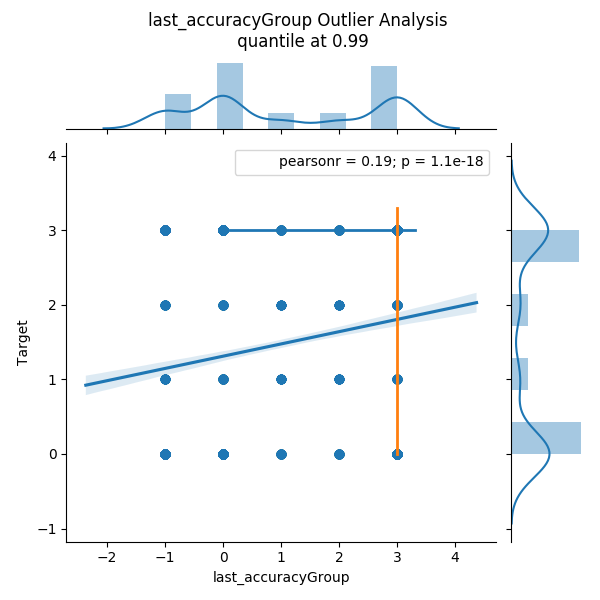 last_accuracyGroup Outlier Analysis
quantile at 0.99
pearsonr = 0.19; p = 1.1e-18
4
3
2
1
0
−1
Target
−2
−1
0
1
2
3
4
last_accuracyGroup